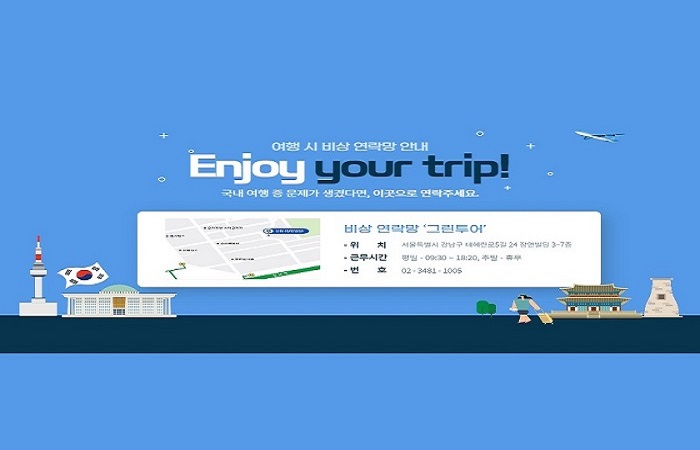 여행 시 비상 연락망 안내
Enjoy your trip!
국내 여행 중 문제가 생겼다면, 이곳으로 연락주세요.
비상 연락망 '그린투어'
• 위 치 서울특별시 강남구 테헤란로5길 24 장연빌딩 3-7층
• 근무시간 평일 - 09:30 ~ 18:20, 주말 - 휴무
• 번 호 02 - 3481 - 1005